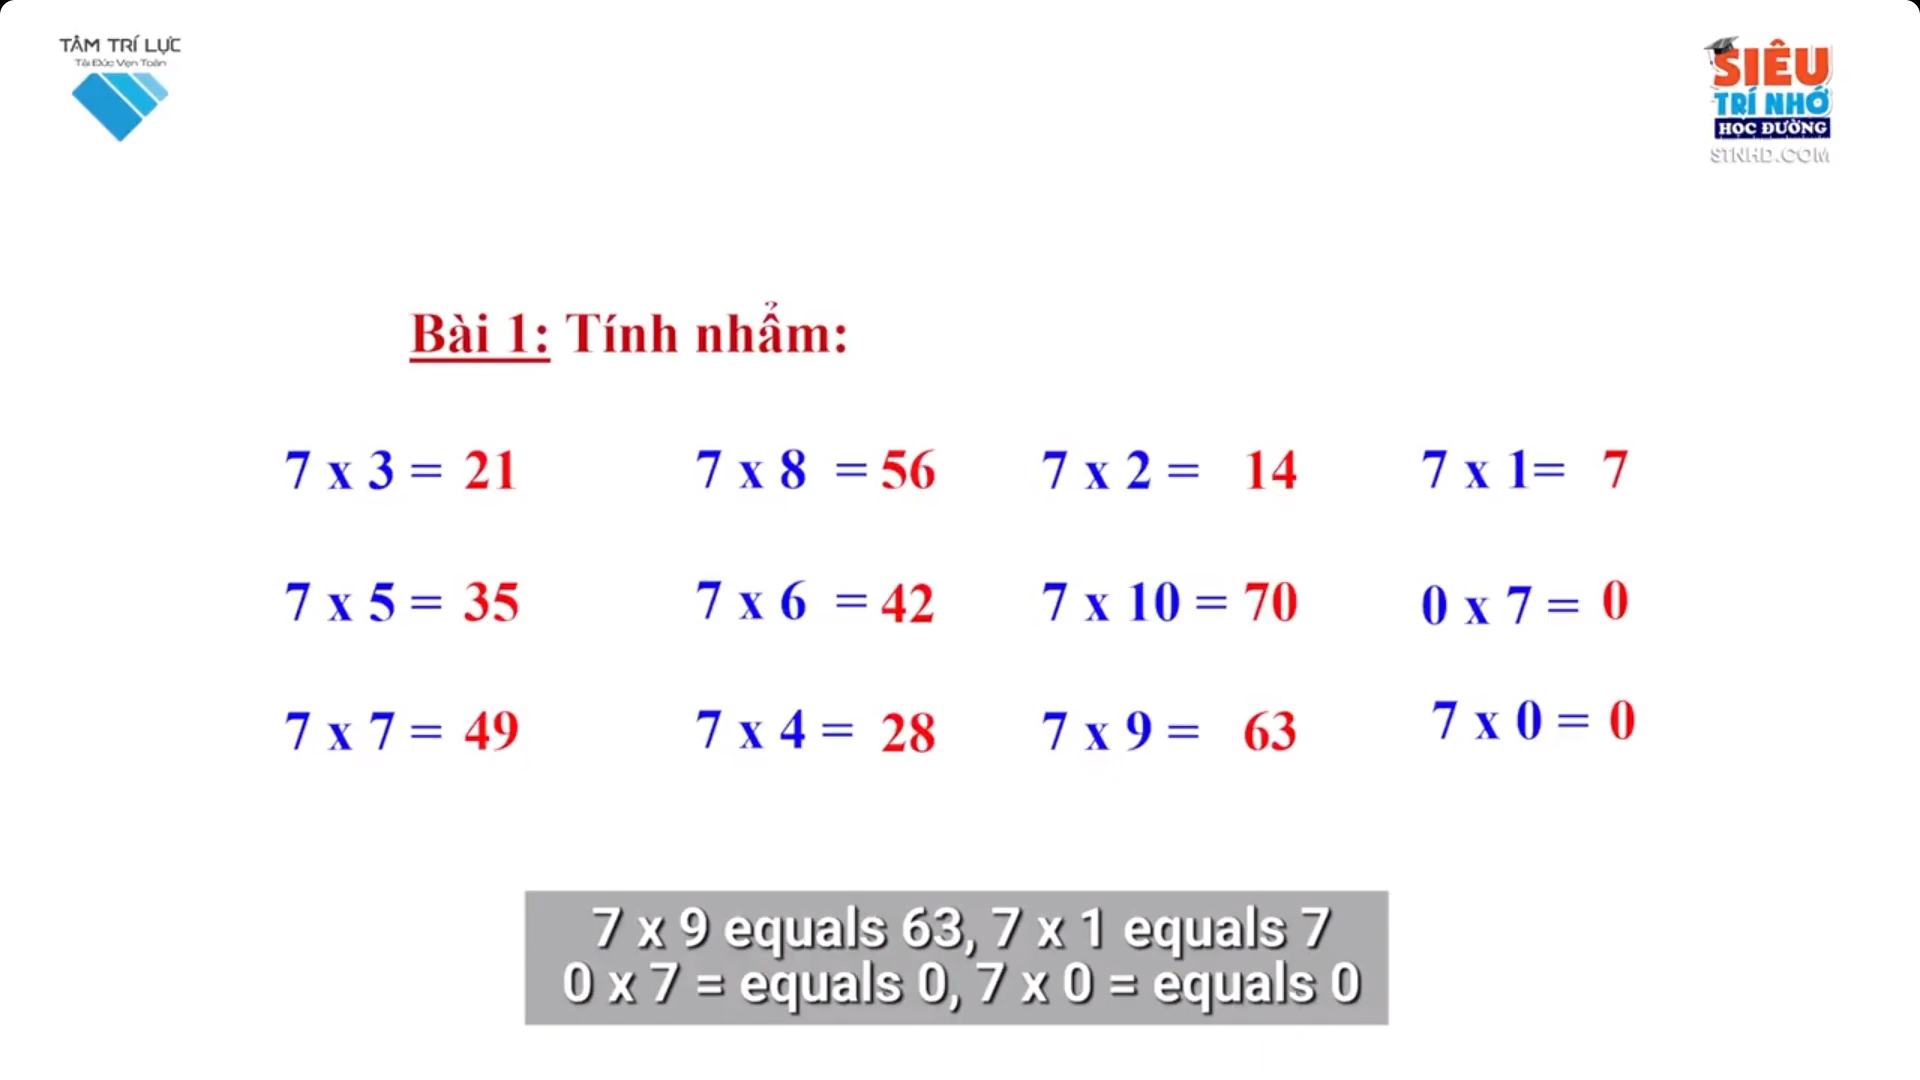 TÂM TRÍ LỰC
Tài Đức Vẹn Toàn
SIÊU
TRÍ NHỚ
HỌC ĐƯỜNG
STNHD.COM
Bài 1: Tính nhẩm:
7 x 3 = 21 7 x 8 = 56 7 x 2 = 14 7 x 1= 7
7 x 5 = 35 7 x 6 = 42 7 x 10 = 70 0 x 7 = 0
7 x 7 = 49 7 x 4 = 28 7 x 9 = 63 7 x 0 = 0
7 x 9 equals 63, 7 x 1 equals 7
0 x 7 = equals 0, 7 x 0 = equals 0